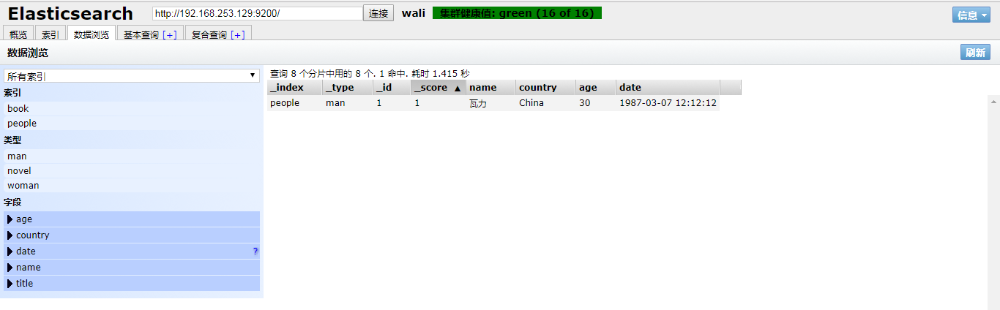 Elasticsearch http://192.168.253.129:9200/ 连接 wali 集群健康值: green (16 of 16) 信息
概览 索引 数据浏览 基本查询 [+] 复合查询 [+]
数据浏览 刷新
所有索引
索引
book
people
类型
man
novel
woman
字段
age
country
date ?
name
title
查询 8 个分片中用的 8 个. 1 命中. 耗时 1.415 秒
_index _type _id _score ▲ name country age date
people man 1 1 瓦力 China 30 1987-03-07 12:12:12